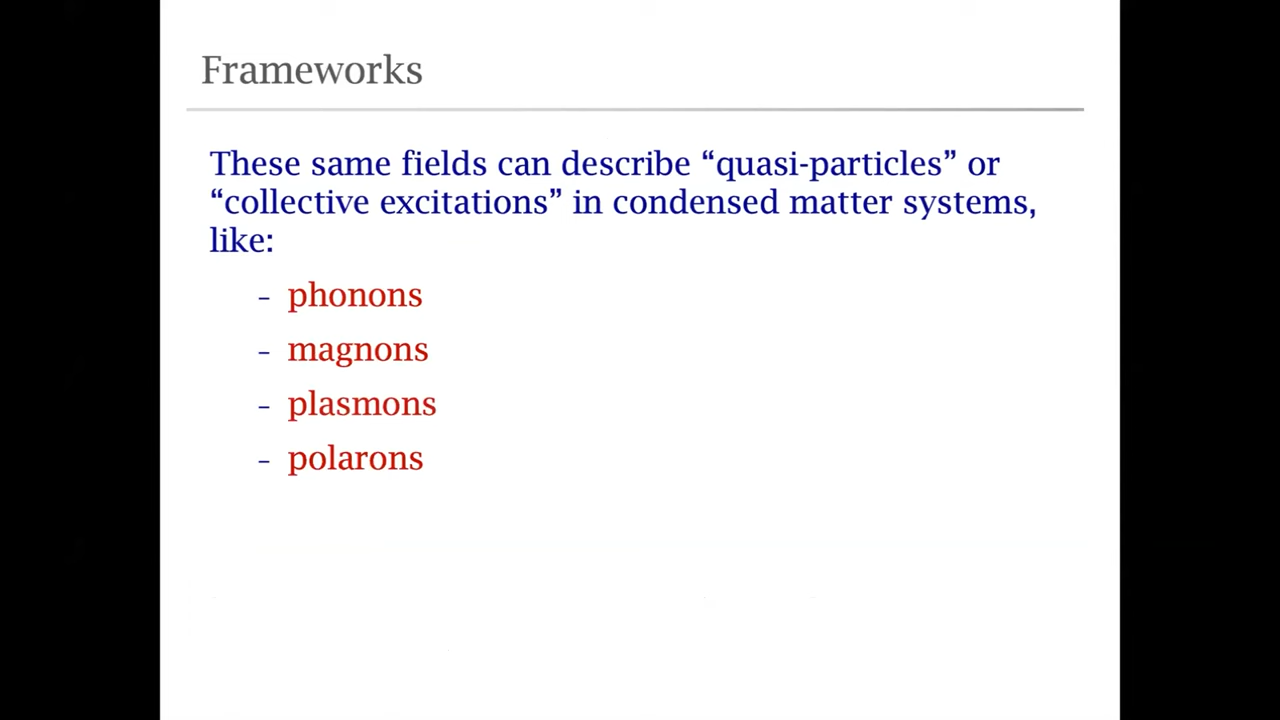 Frameworks
These same fields can describe “quasi-particles” or
“collective excitations” in condensed matter systems,
like:
– phonons
– magnons
– plasmons
– polarons